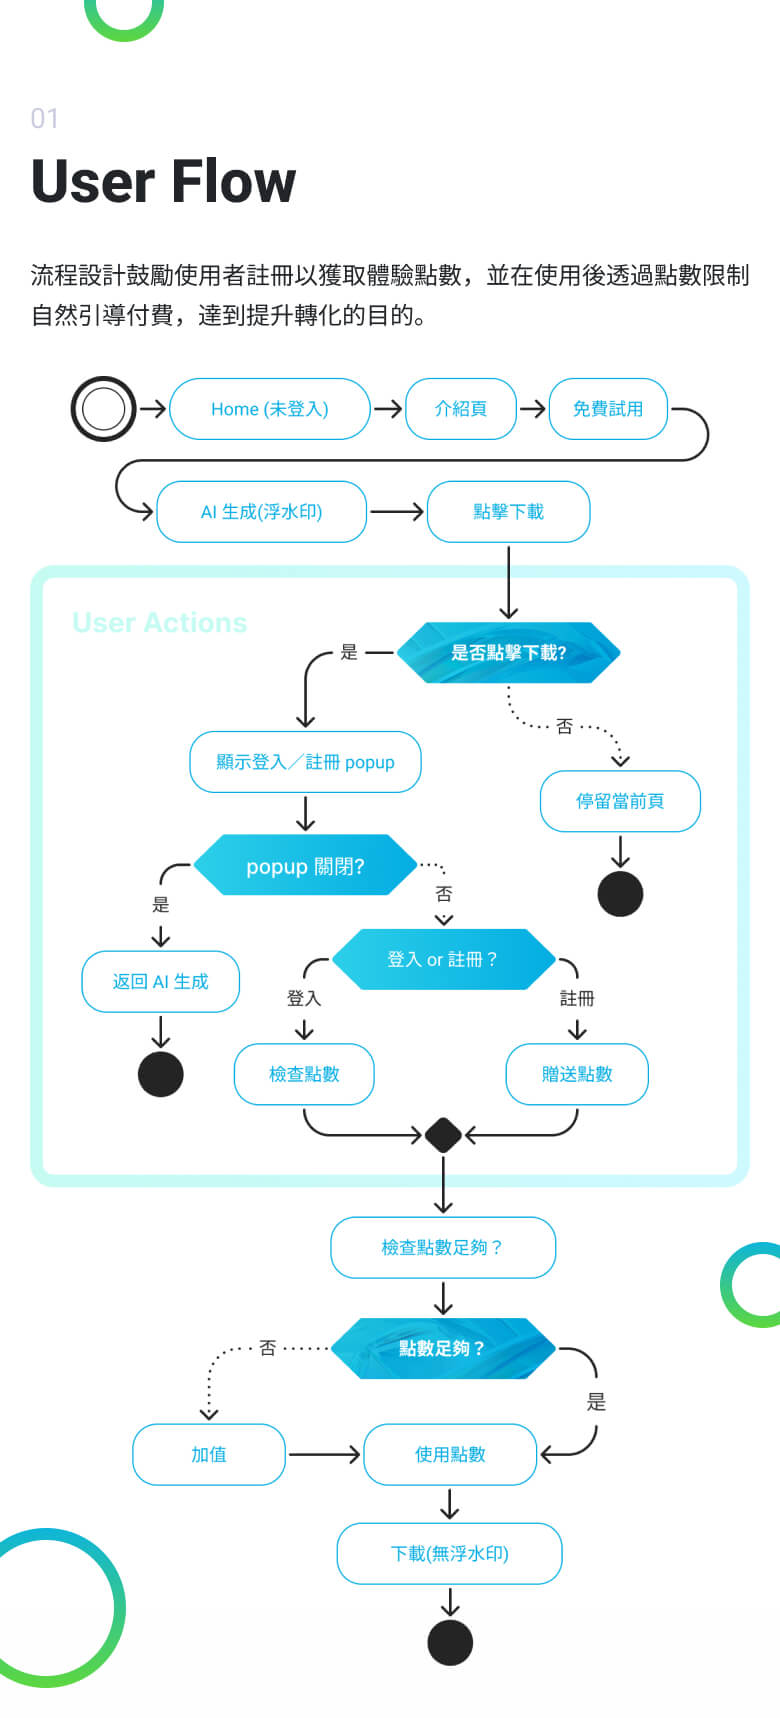 01
User Flow
流程設計鼓勵使用者註冊以獲取體驗點數，並在使用後透過點數限制
自然引導付費，達到提升轉化的目的。
Home (未登入)
介紹頁
免費試用
AI 生成(浮水印)
點擊下載
User Actions
是否點擊下載?
是
否
顯示登入／註冊 popup
停留當前頁
popup 關閉?
是
否
登入 or 註冊？
返回 AI 生成
登入
註冊
檢查點數
贈送點數
檢查點數足夠？
點數足夠？
否
是
加值
使用點數
下載(無浮水印)